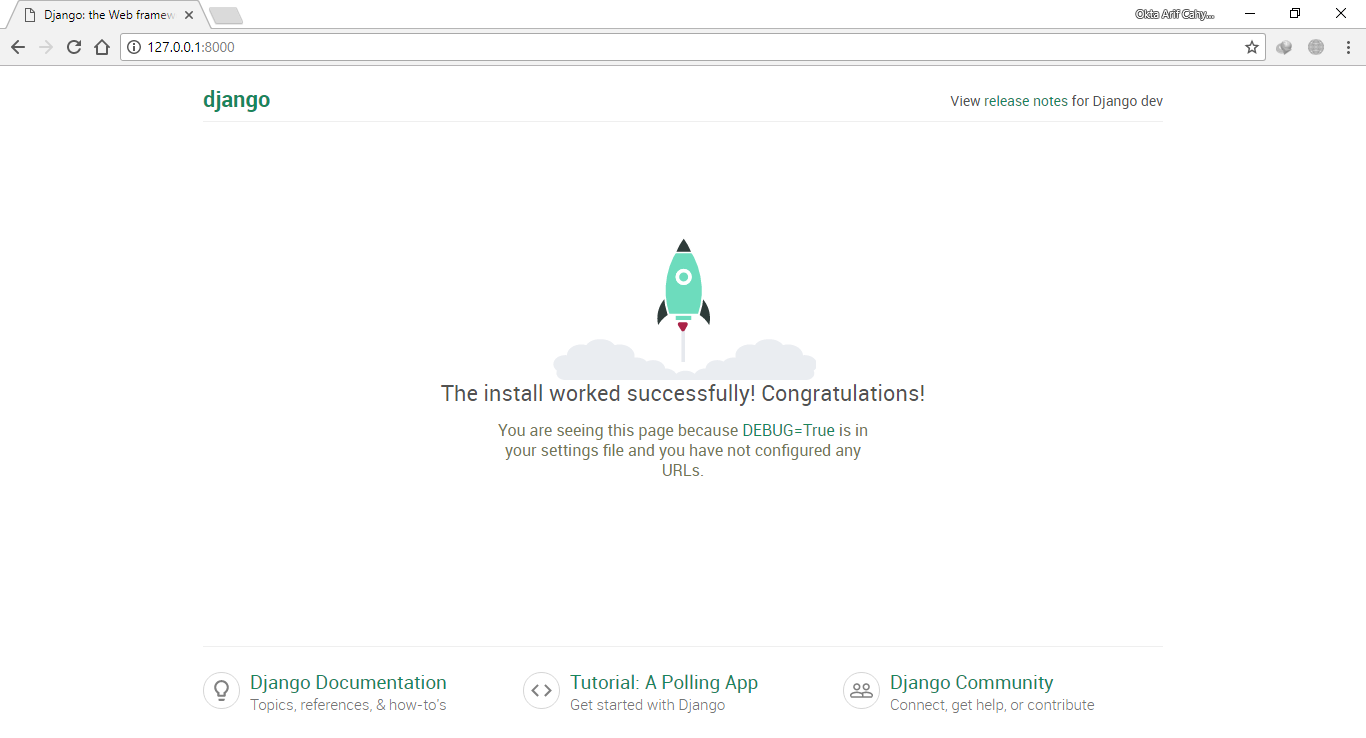 Django: the Web framew
Okta Arif Cahy...
127.0.0.1:8000
django
View release notes for Django dev
The install worked successfully! Congratulations!
You are seeing this page because DEBUG=True is in
your settings file and you have not configured any
URLs.
Django Documentation
Topics, references, & how-to's
Tutorial: A Polling App
Get started with Django
Django Community
Connect, get help, or contribute